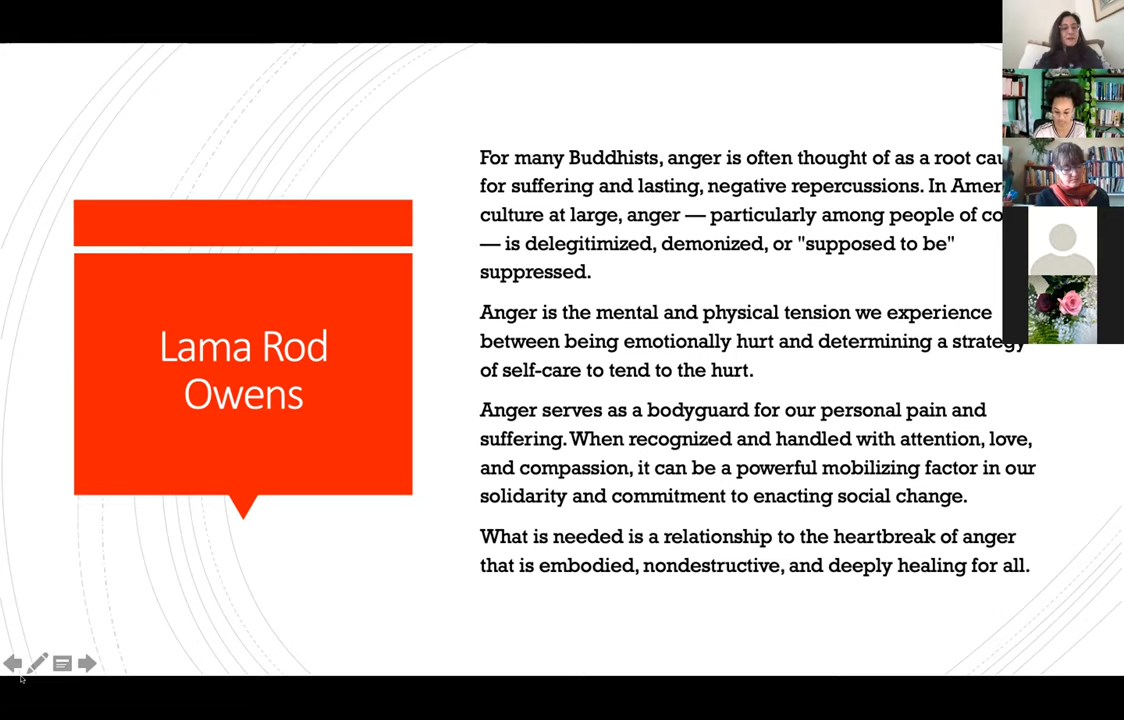 Lama Rod
Owens
For many Buddhists, anger is often thought of as a root
for suffering and lasting, negative repercussions. In
culture at large, anger — particularly among people of
— is delegitimized, demonized, or "supposed to be"
suppressed.
Anger is the mental and physical tension we experience
between being emotionally hurt and determining a strategy
of self-care to tend to the hurt.
Anger serves as a bodyguard for our personal pain and
suffering. When recognized and handled with attention, love,
and compassion, it can be a powerful mobilizing factor in our
solidarity and commitment to enacting social change.
What is needed is a relationship to the heartbreak of anger
that is embodied, nondestructive, and deeply healing for all.